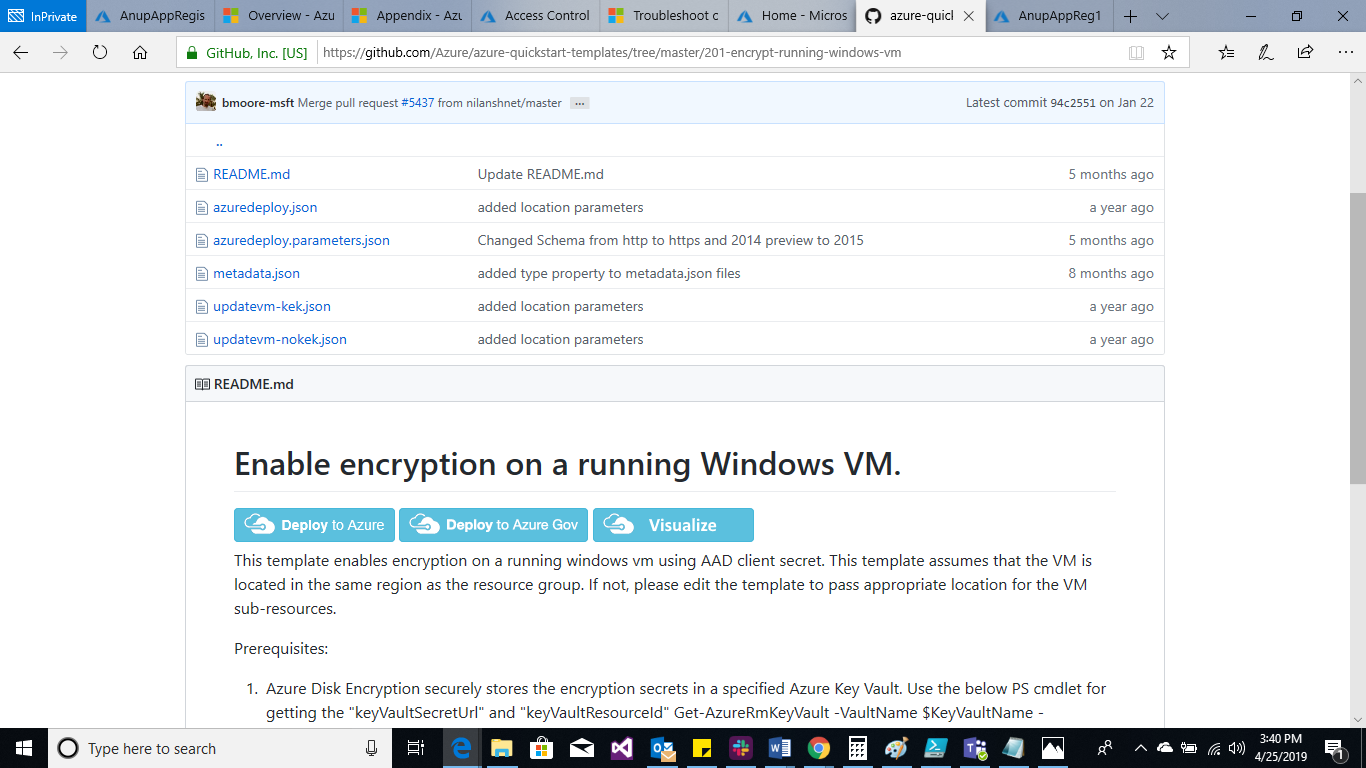 InPrivate
AnupAppRegis
Overview - Azu
Appendix - Azu
Access Control
Troubleshoot c
Home - Micros
azure-quicl
AnupAppReg1
GitHub, Inc. [US]
https://github.com/Azure/azure-quickstart-templates/tree/master/201-encrypt-running-windows-vm
bmoore-msft Merge pull request #5437 from nilanshnet/master ...
Latest commit 94c2551 on Jan 22
..
README.md Update README.md 5 months ago
azuredeploy.json added location parameters a year ago
azuredeploy.parameters.json Changed Schema from http to https and 2014 preview to 2015 5 months ago
metadata.json added type property to metadata.json files 8 months ago
updatevm-kek.json added location parameters a year ago
updatevm-nokek.json added location parameters a year ago
README.md
Enable encryption on a running Windows VM.
Deploy to Azure
Deploy to Azure Gov
Visualize
This template enables encryption on a running windows vm using AAD client secret. This template assumes that the VM is
located in the same region as the resource group. If not, please edit the template to pass appropriate location for the VM
sub-resources.
Prerequisites:
1. Azure Disk Encryption securely stores the encryption secrets in a specified Azure Key Vault. Use the below PS cmdlet for
getting the "keyVaultSecretUrl" and "keyVaultResourceId" Get-AzureRmKeyVault -VaultName $KeyVaultName -
Type here to search
3:40 PM
4/25/2019
1